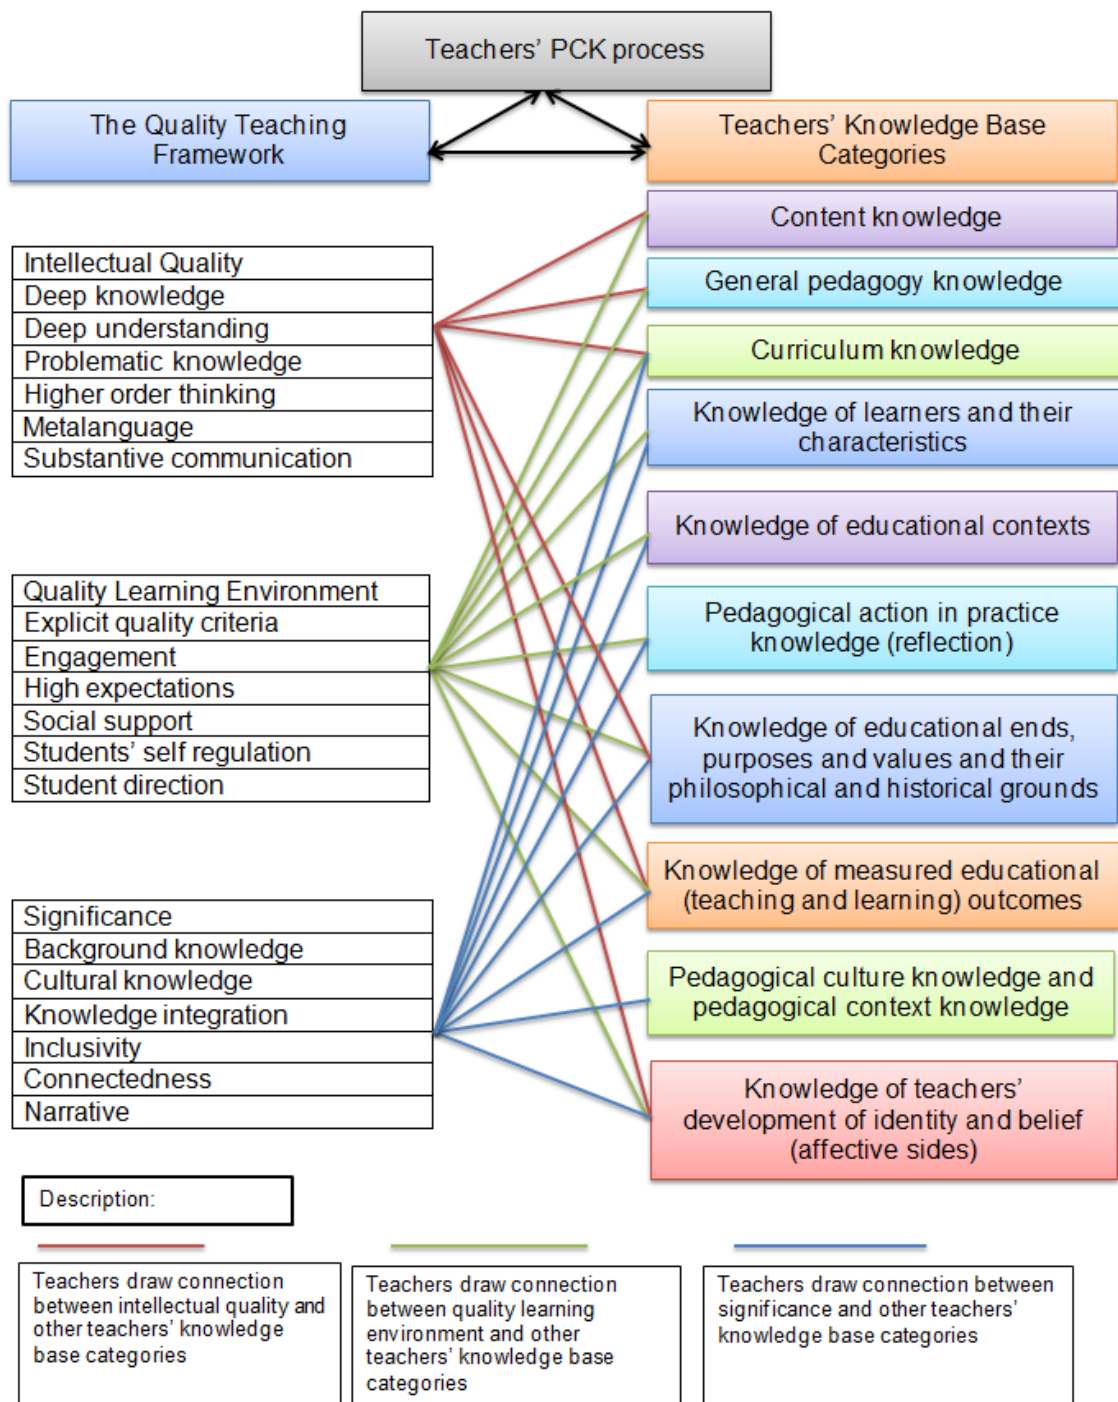 Teachers' PCK process
The Quality Teaching
Framework
Teachers' Knowledge Base
Categories
Content knowledge
General pedagogy knowledge
Curriculum knowledge
Knowledge of learners and their
characteristics
Knowledge of educational contexts
Pedagogical action in practice
knowledge (reflection)
Knowledge of educational ends,
purposes and values and their
philosophical and historical grounds
Knowledge of measured educational
(teaching and learning) outcomes
Pedagogical culture knowledge and
pedagogical context knowledge
Knowledge of teachers'
development of identity and belief
(affective sides)
Intellectual Quality
Deep knowledge
Deep understanding
Problematic knowledge
Higher order thinking
Metalanguage
Substantive communication
Quality Learning Environment
Explicit quality criteria
Engagement
High expectations
Social support
Students' self regulation
Student direction
Significance
Background knowledge
Cultural knowledge
Knowledge integration
Inclusivity
Connectedness
Narrative
Description:
Teachers draw connection
between intellectual quality and
other teachers' knowledge
base categories
Teachers draw connection
between quality learning
environment and other
teachers' knowledge base
categories
Teachers draw connection between
significance and other teachers'
knowledge base categories